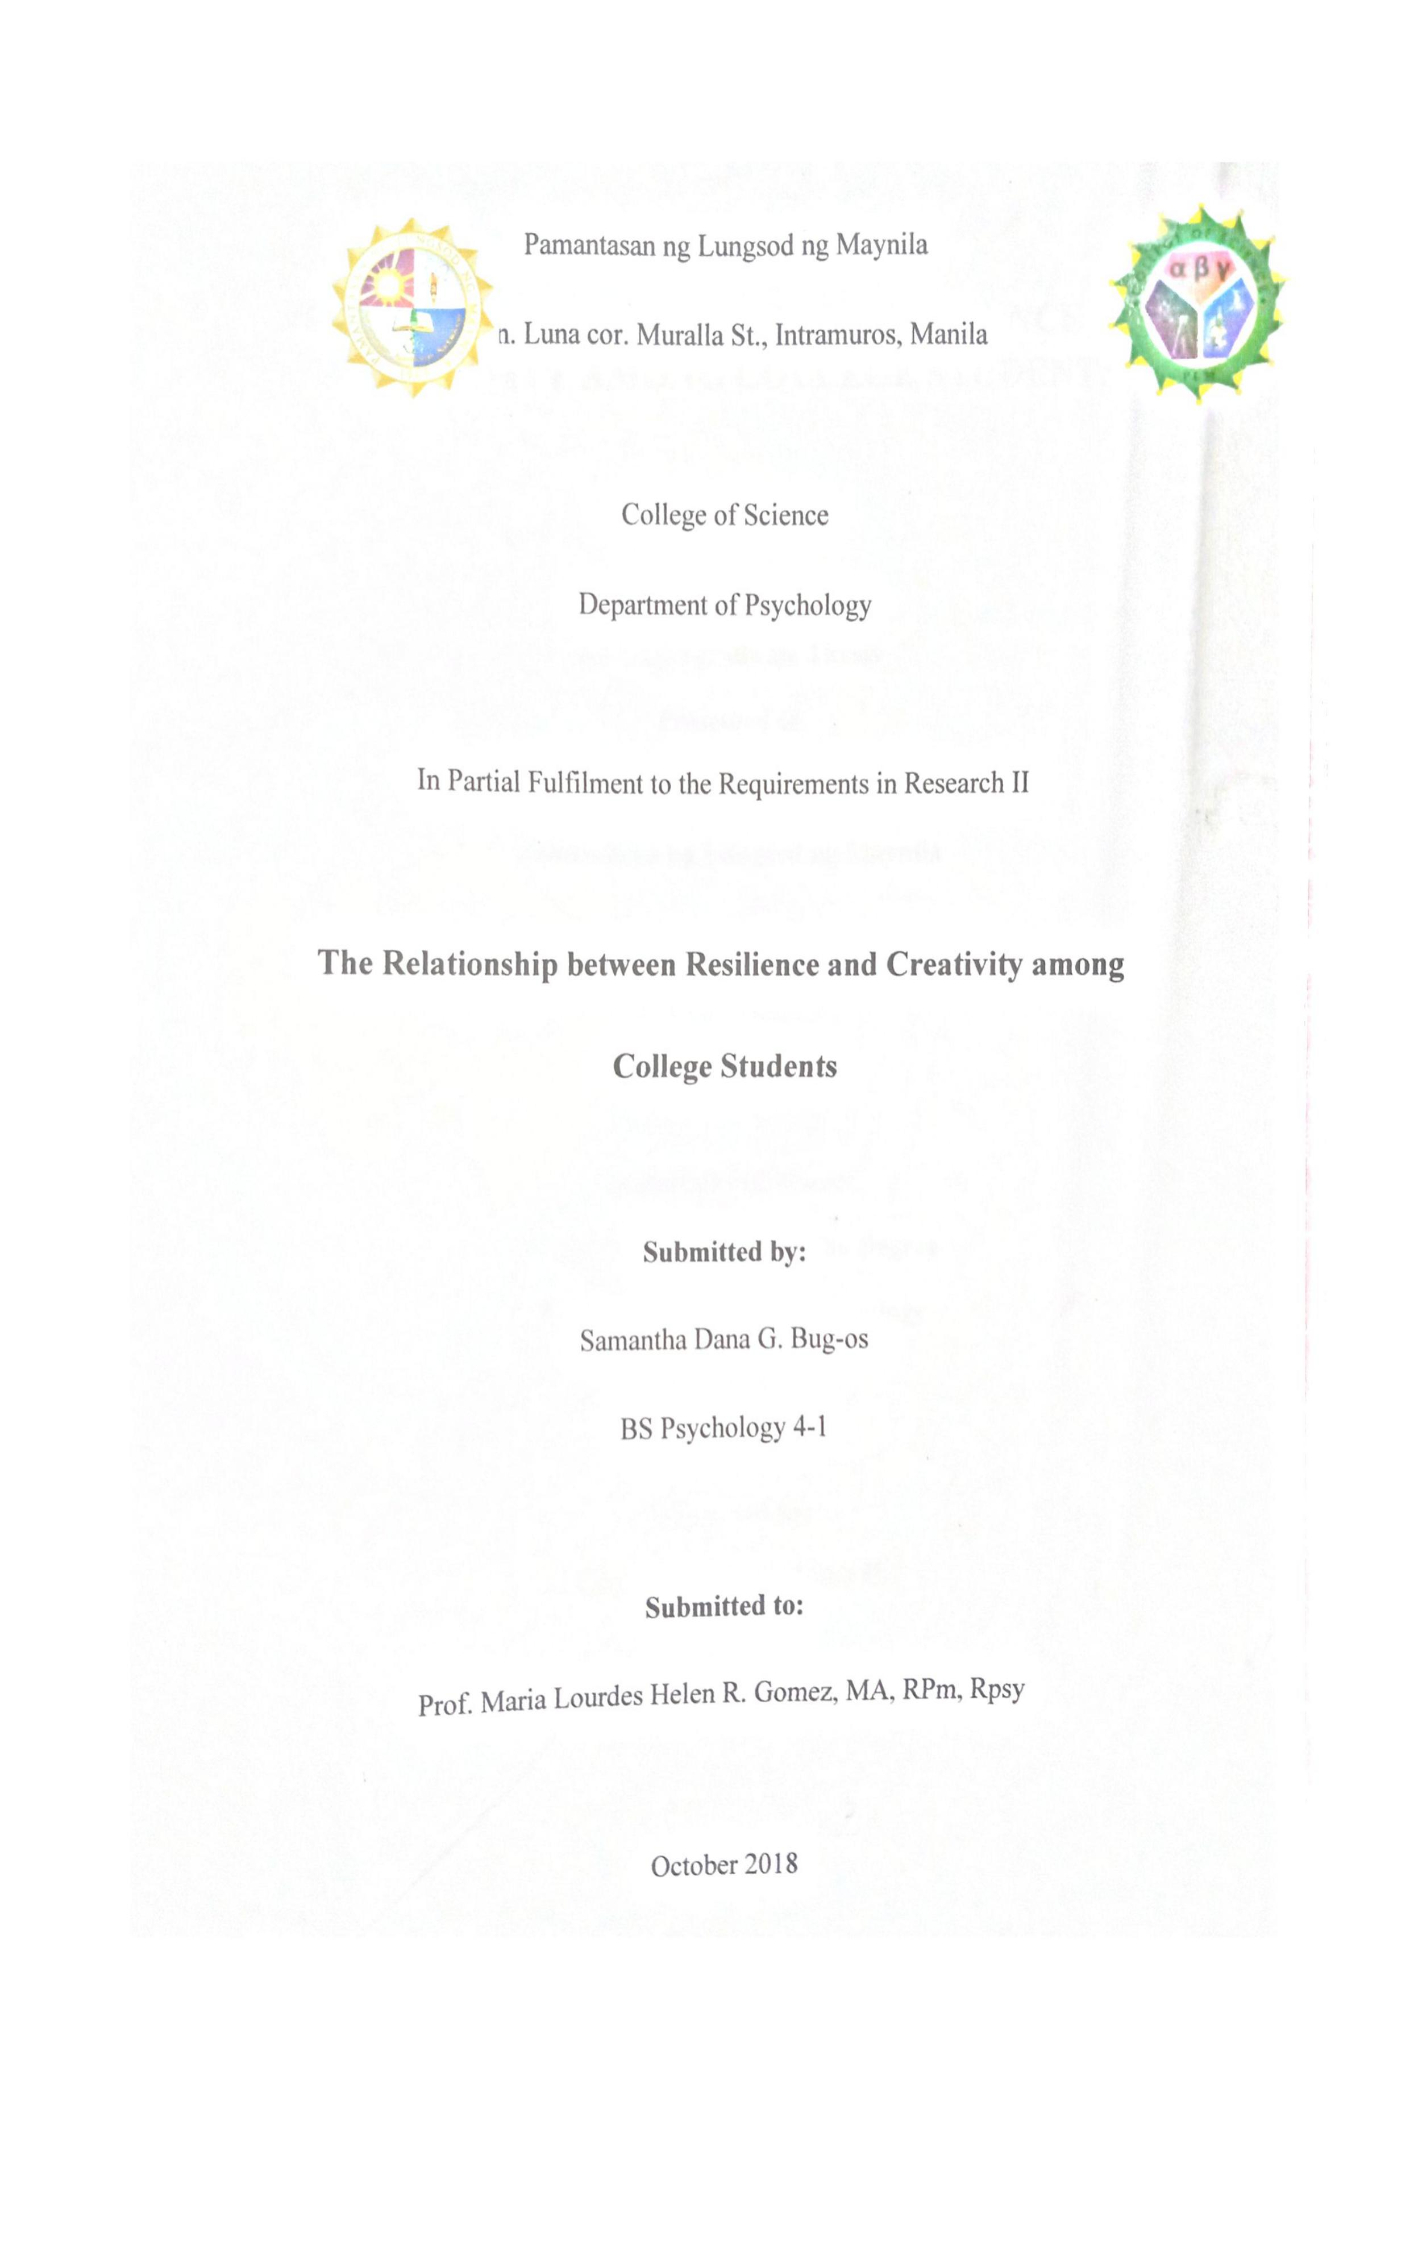 Pamantasan ng Lungsod ng Maynila
n. Luna cor. Muralla St., Intramuros, Manila
α β γ
College of Science
Department of Psychology
In Partial Fulfilment to the Requirements in Research II
The Relationship between Resilience and Creativity among
College Students
Submitted by:
Samantha Dana G. Bug-os
BS Psychology 4-1
Submitted to:
Prof. Maria Lourdes Helen R. Gomez, MA, RPm, Rpsy
October 2018